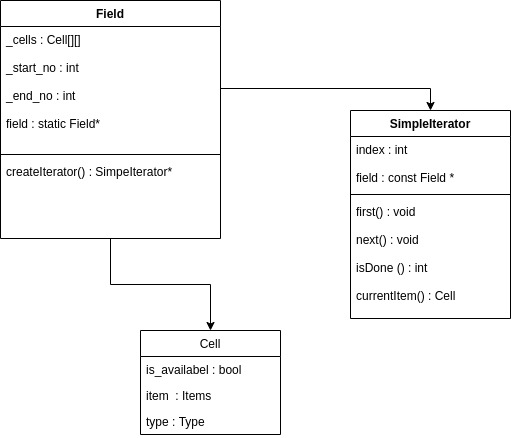 Field
_cells : Cell[][]
_start_no : int
_end_no : int
field : static Field*
createIterator() : SimpeIterator*
SimpleIterator
index : int
field : const Field *
first() : void
next() : void
isDone () : int
currentItem() : Cell
Cell
is_availabel : bool
item : Items
type : Type